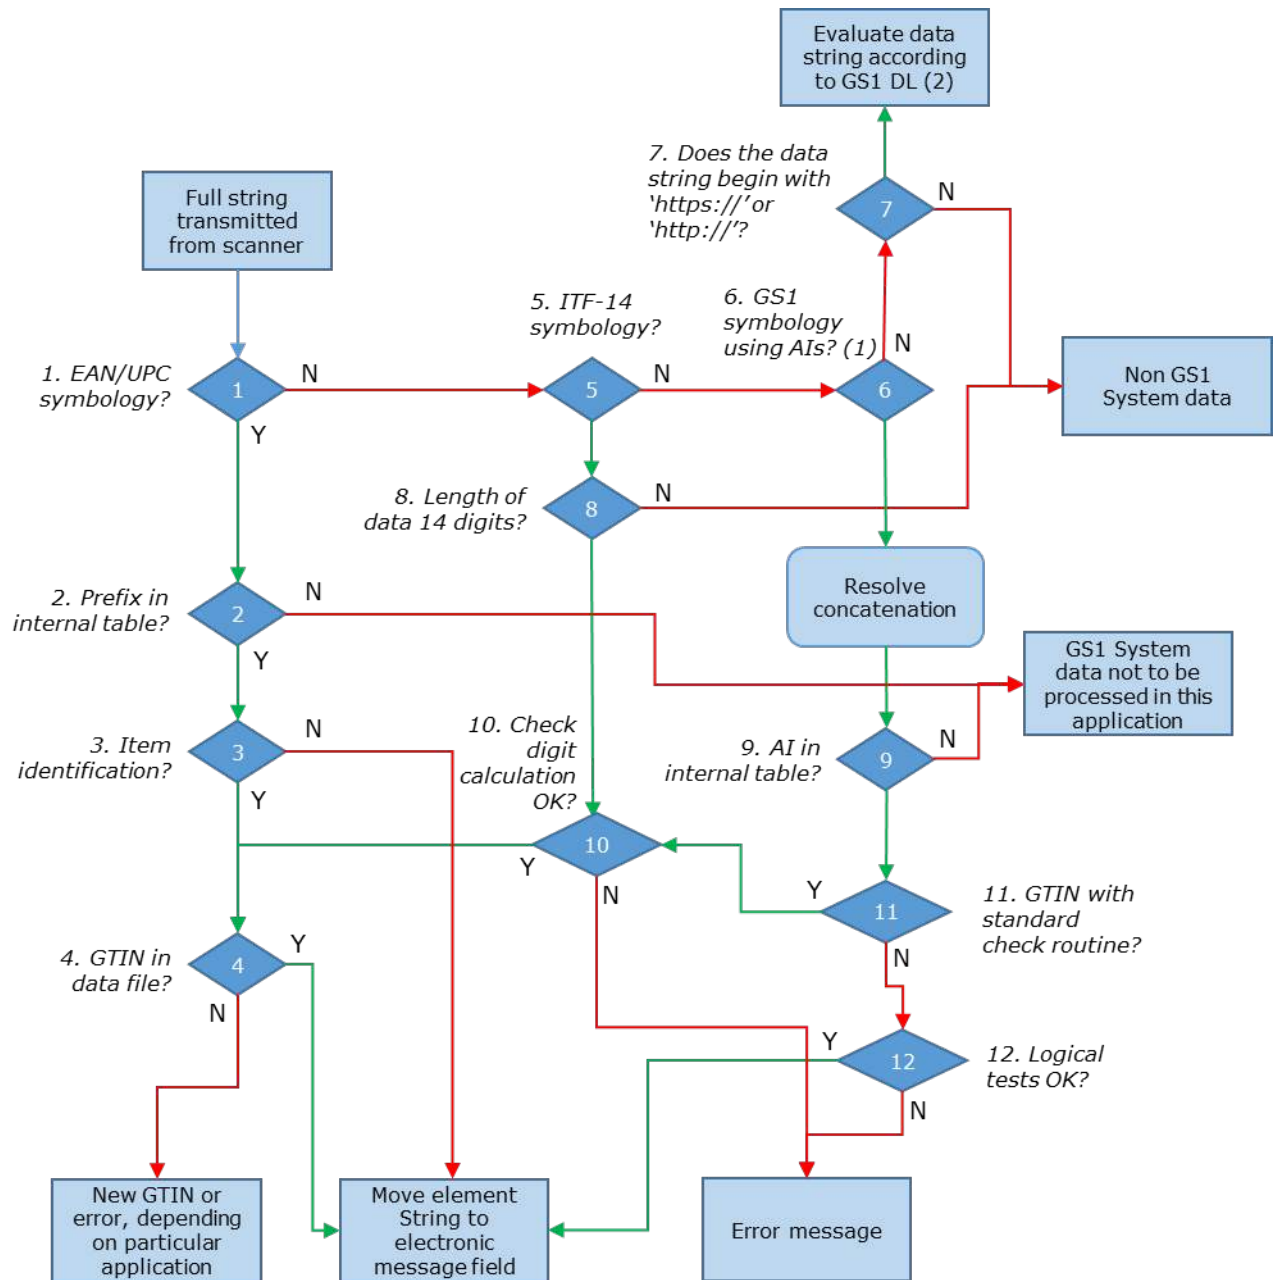 Evaluate data
string according
to GS1 DL (2)
7. Does the data
string begin with
‘https://’ or
‘http://’?
7
N
Full string
transmitted
from scanner
5. ITF-14
symbology?
6. GS1
symbology
using AIs? (1)
N
1. EAN/UPC
symbology?
1
N
Y
5
N
6
Non GS1
System data
8. Length of
data 14 digits?
8
N
Resolve
concatenation
2. Prefix in
internal table?
2
N
Y
GS1 System
data not to be
processed in this
application
3. Item
identification?
3
N
Y
10. Check
digit
calculation
OK?
9. AI in
internal table?
9
N
10
Y
N
Y
11
N
11. GTIN with
standard
check routine?
4. GTIN in
data file?
4
Y
N
Y
12
N
12. Logical
tests OK?
New GTIN or
error, depending
on particular
application
Move element
String to
electronic
message field
Error message